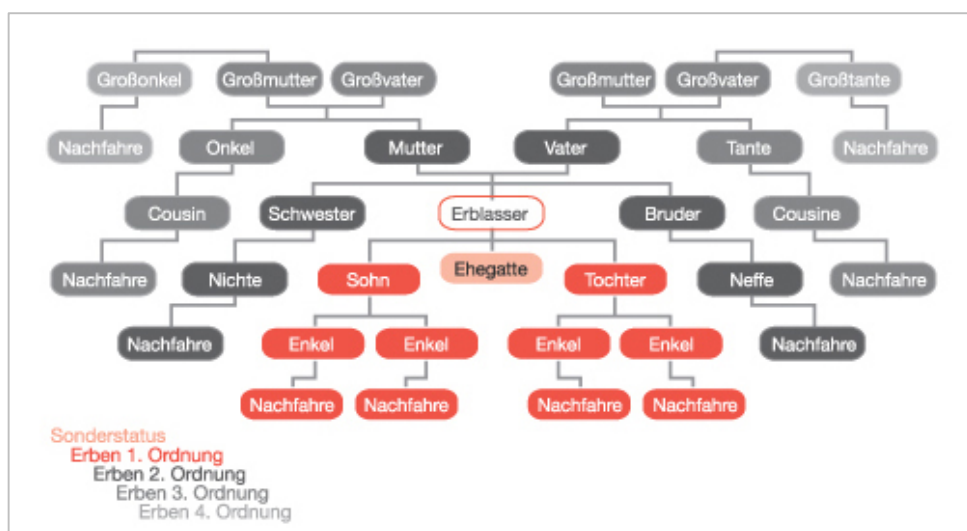 Großonkel Großmutter Großvater Großmutter Großvater Großtante
Nachfahre Onkel Mutter Vater Tante Nachfahre
Cousin Schwester Erblasser Bruder Cousine
Nachfahre Nichte Sohn Ehegatte Tochter Neffe Nachfahre
Nachfahre Enkel Enkel Enkel Enkel Nachfahre
Nachfahre Nachfahre Nachfahre Nachfahre
Sonderstatus
Erben 1. Ordnung
Erben 2. Ordnung
Erben 3. Ordnung
Erben 4. Ordnung